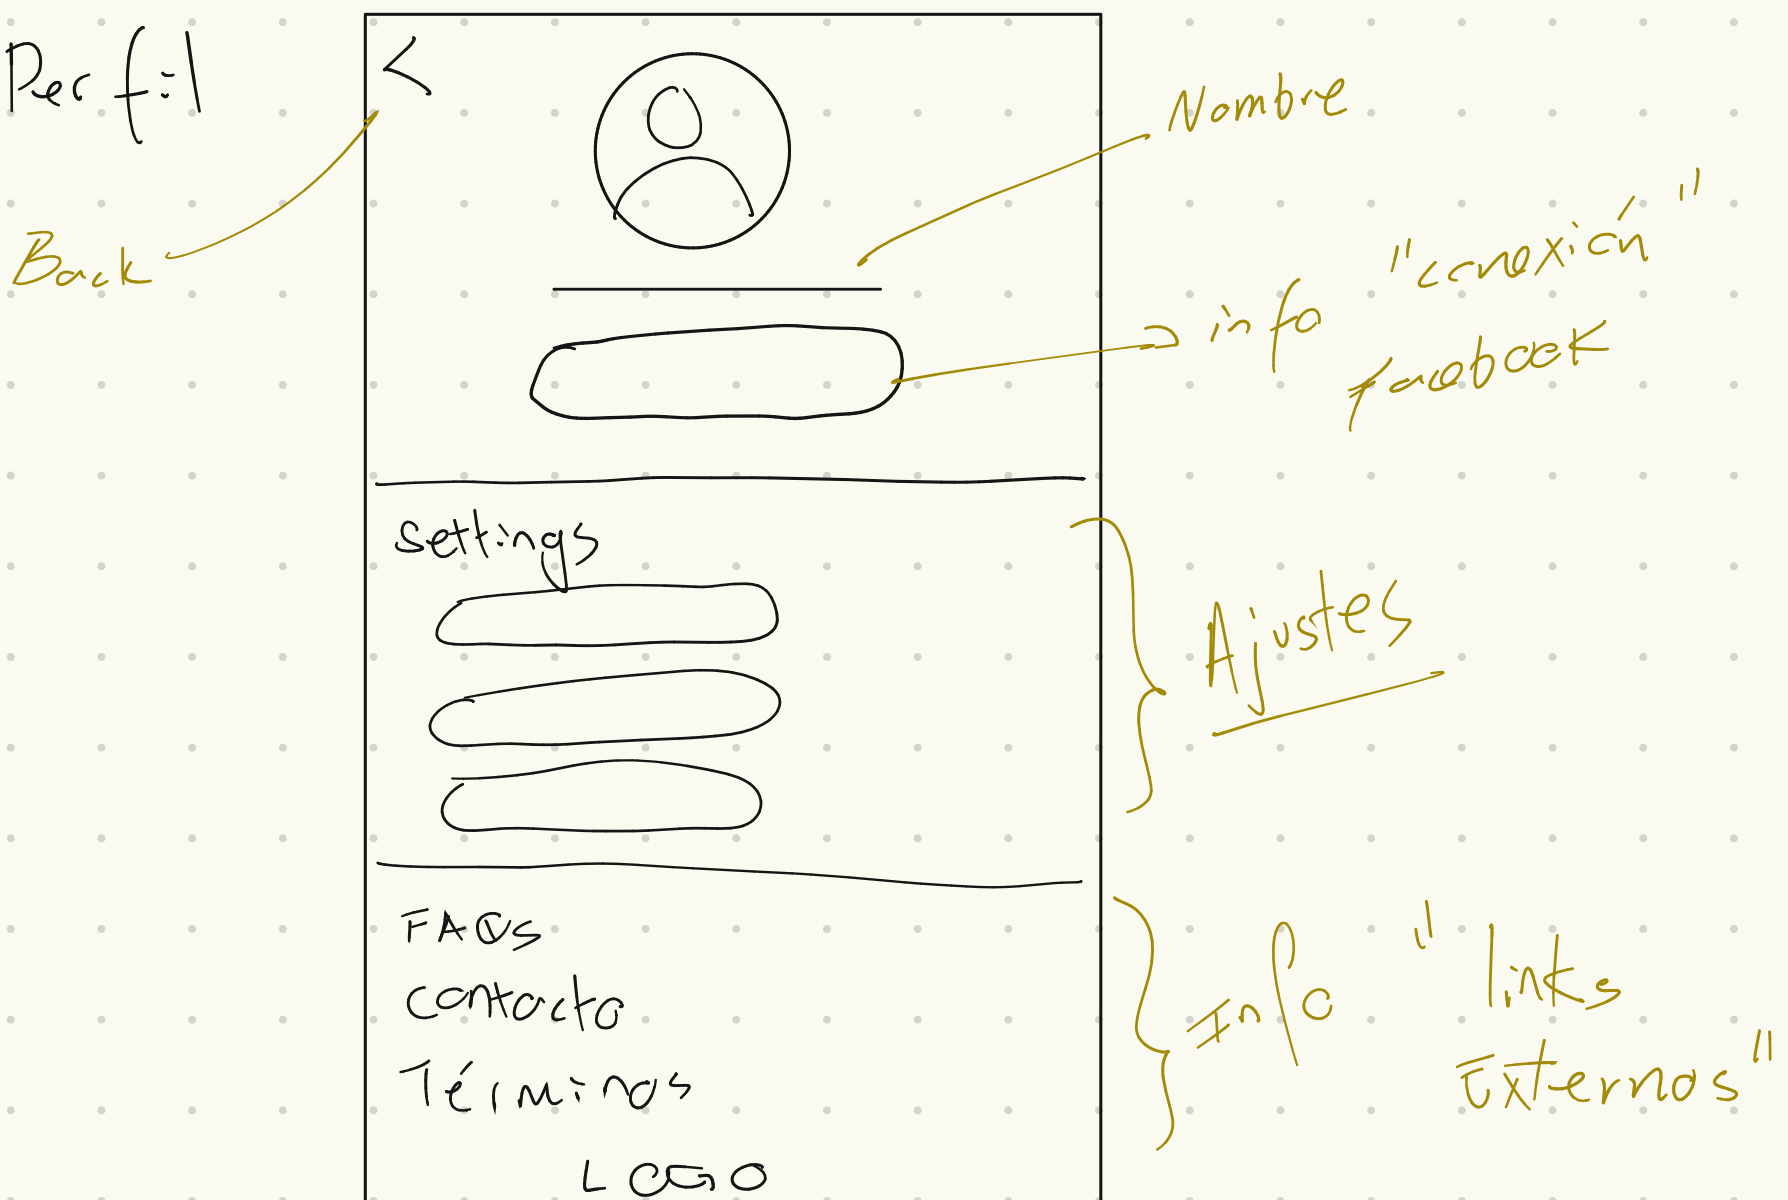 Perfil
<
Nombre
Back
info "conexión"
facebook
Settings
Ajustes
FAQs
Contacto
Términos
Info "links
Externos"
LOGO